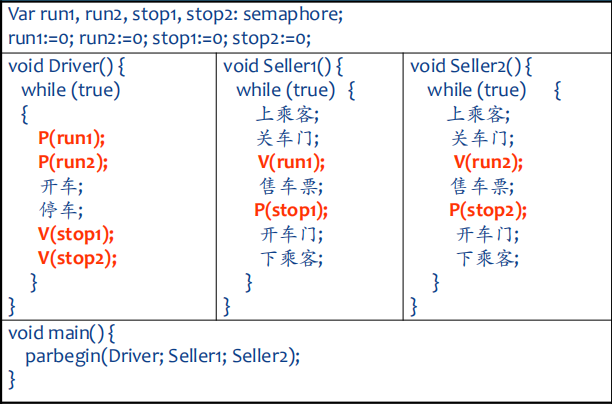 Var run1, run2, stop1, stop2: semaphore;
run1:=0; run2:=0; stop1:=0; stop2:=0;
void Driver() {
while (true)
{
P(run1);
P(run2);
开车;
停车;
V(stop1);
V(stop2);
}
}
void Seller1() {
while (true) {
上乘客;
关车门;
V(run1);
售车票;
P(stop1);
开车门;
下乘客;
}
}
void Seller2() {
while (true) {
上乘客;
关车门;
V(run2);
售车票;
P(stop2);
开车门;
下乘客;
}
}
void main() {
parbegin(Driver; Seller1; Seller2);
}